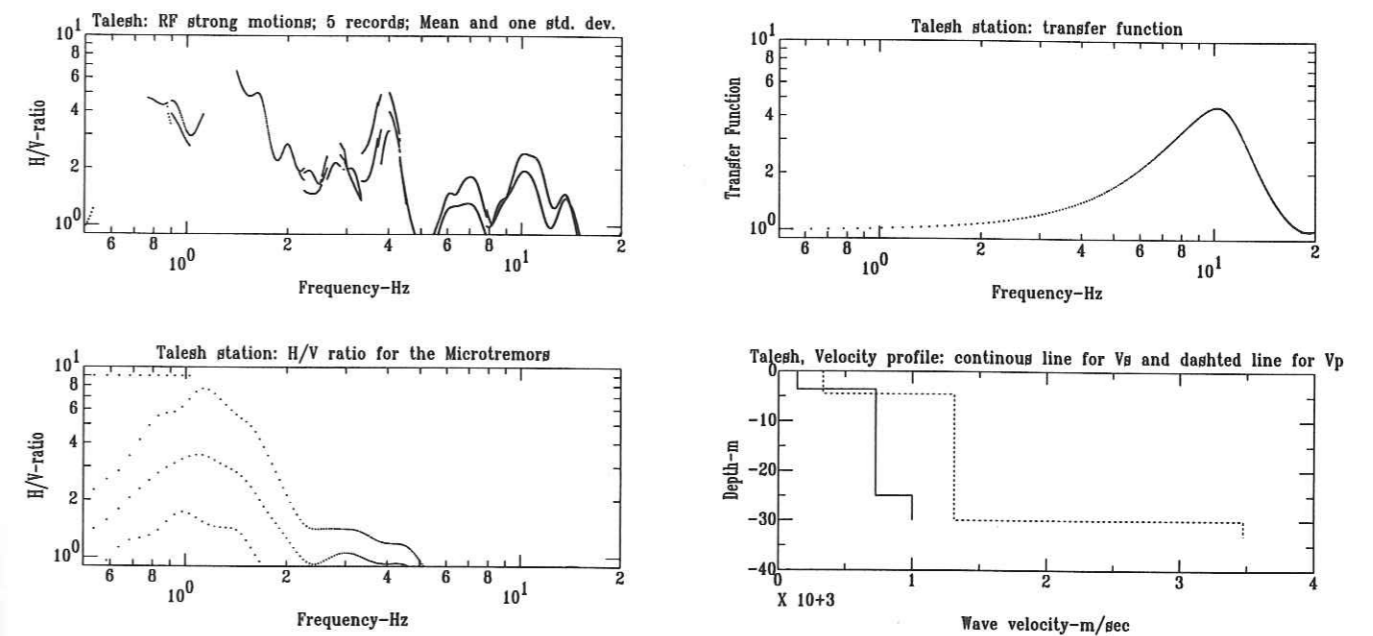 Talesh: RF strong motions; 5 records; Mean and one std. dev.
10^1
8
6
4
2
10^0
H/V-ratio
6 8 10^0 2 4 6 8 10^1 2
Frequency-Hz
Talesh station: transfer function
10^1
8
6
4
2
10^0
Transfer Function
6 8 10^0 2 4 6 8 10^1 2
Frequency-Hz
Talesh station: H/V ratio for the Microtremors
10^1
8
6
4
2
10^0
H/V-ratio
6 8 10^0 2 4 6 8 10^1 2
Frequency-Hz
Talesh, Velocity profile: continous line for Vs and dashted line for Vp
0
-10
-20
-30
-40
Depth-m
0 1 2 3 4
X 10+3
Wave velocity-m/sec